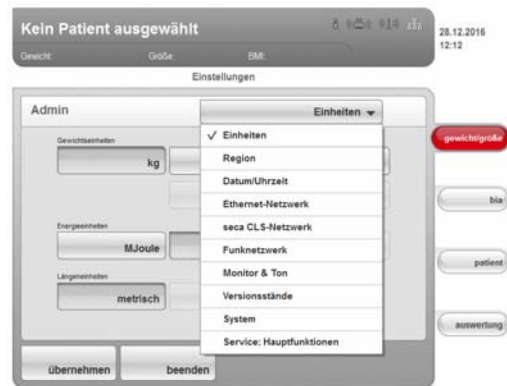 Kein Patient ausgewählt
28.12.2016
12:12
Gewicht: Größe: BMI:
Einstellungen
Admin
Einheiten
Gewichtseinheiten
kg
Energieeinheiten
MJoule
Längeneinheiten
metrisch
✓ Einheiten
Region
Datum/Uhrzeit
Ethernet-Netzwerk
seca CLS-Netzwerk
Funknetzwerk
Monitor & Ton
Versionsstände
System
Service: Hauptfunktionen
gewicht/größe
bia
patient
auswertung
übernehmen
beenden